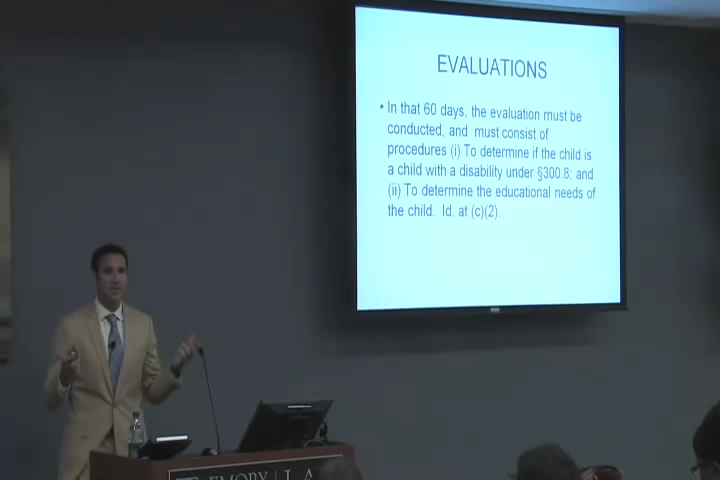 EVALUATIONS
• In that 60 days, the evaluation must be
conducted, and must consist of
procedures (i) To determine if the child is
a child with a disability under §300.8; and
(ii) To determine the educational needs of
the child. Id. at (c)(2).
EMORY | LA